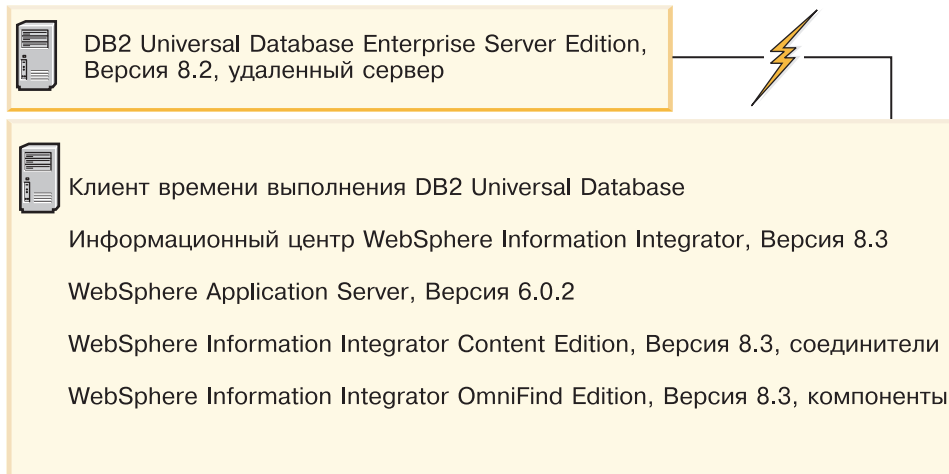 DB2 Universal Database Enterprise Server Edition,
Версия 8.2, удаленный сервер
Клиент времени выполнения DB2 Universal Database
Информационный центр WebSphere Information Integrator, Версия 8.3
WebSphere Application Server, Версия 6.0.2
WebSphere Information Integrator Content Edition, Версия 8.3, соединители
WebSphere Information Integrator OmniFind Edition, Версия 8.3, компоненты